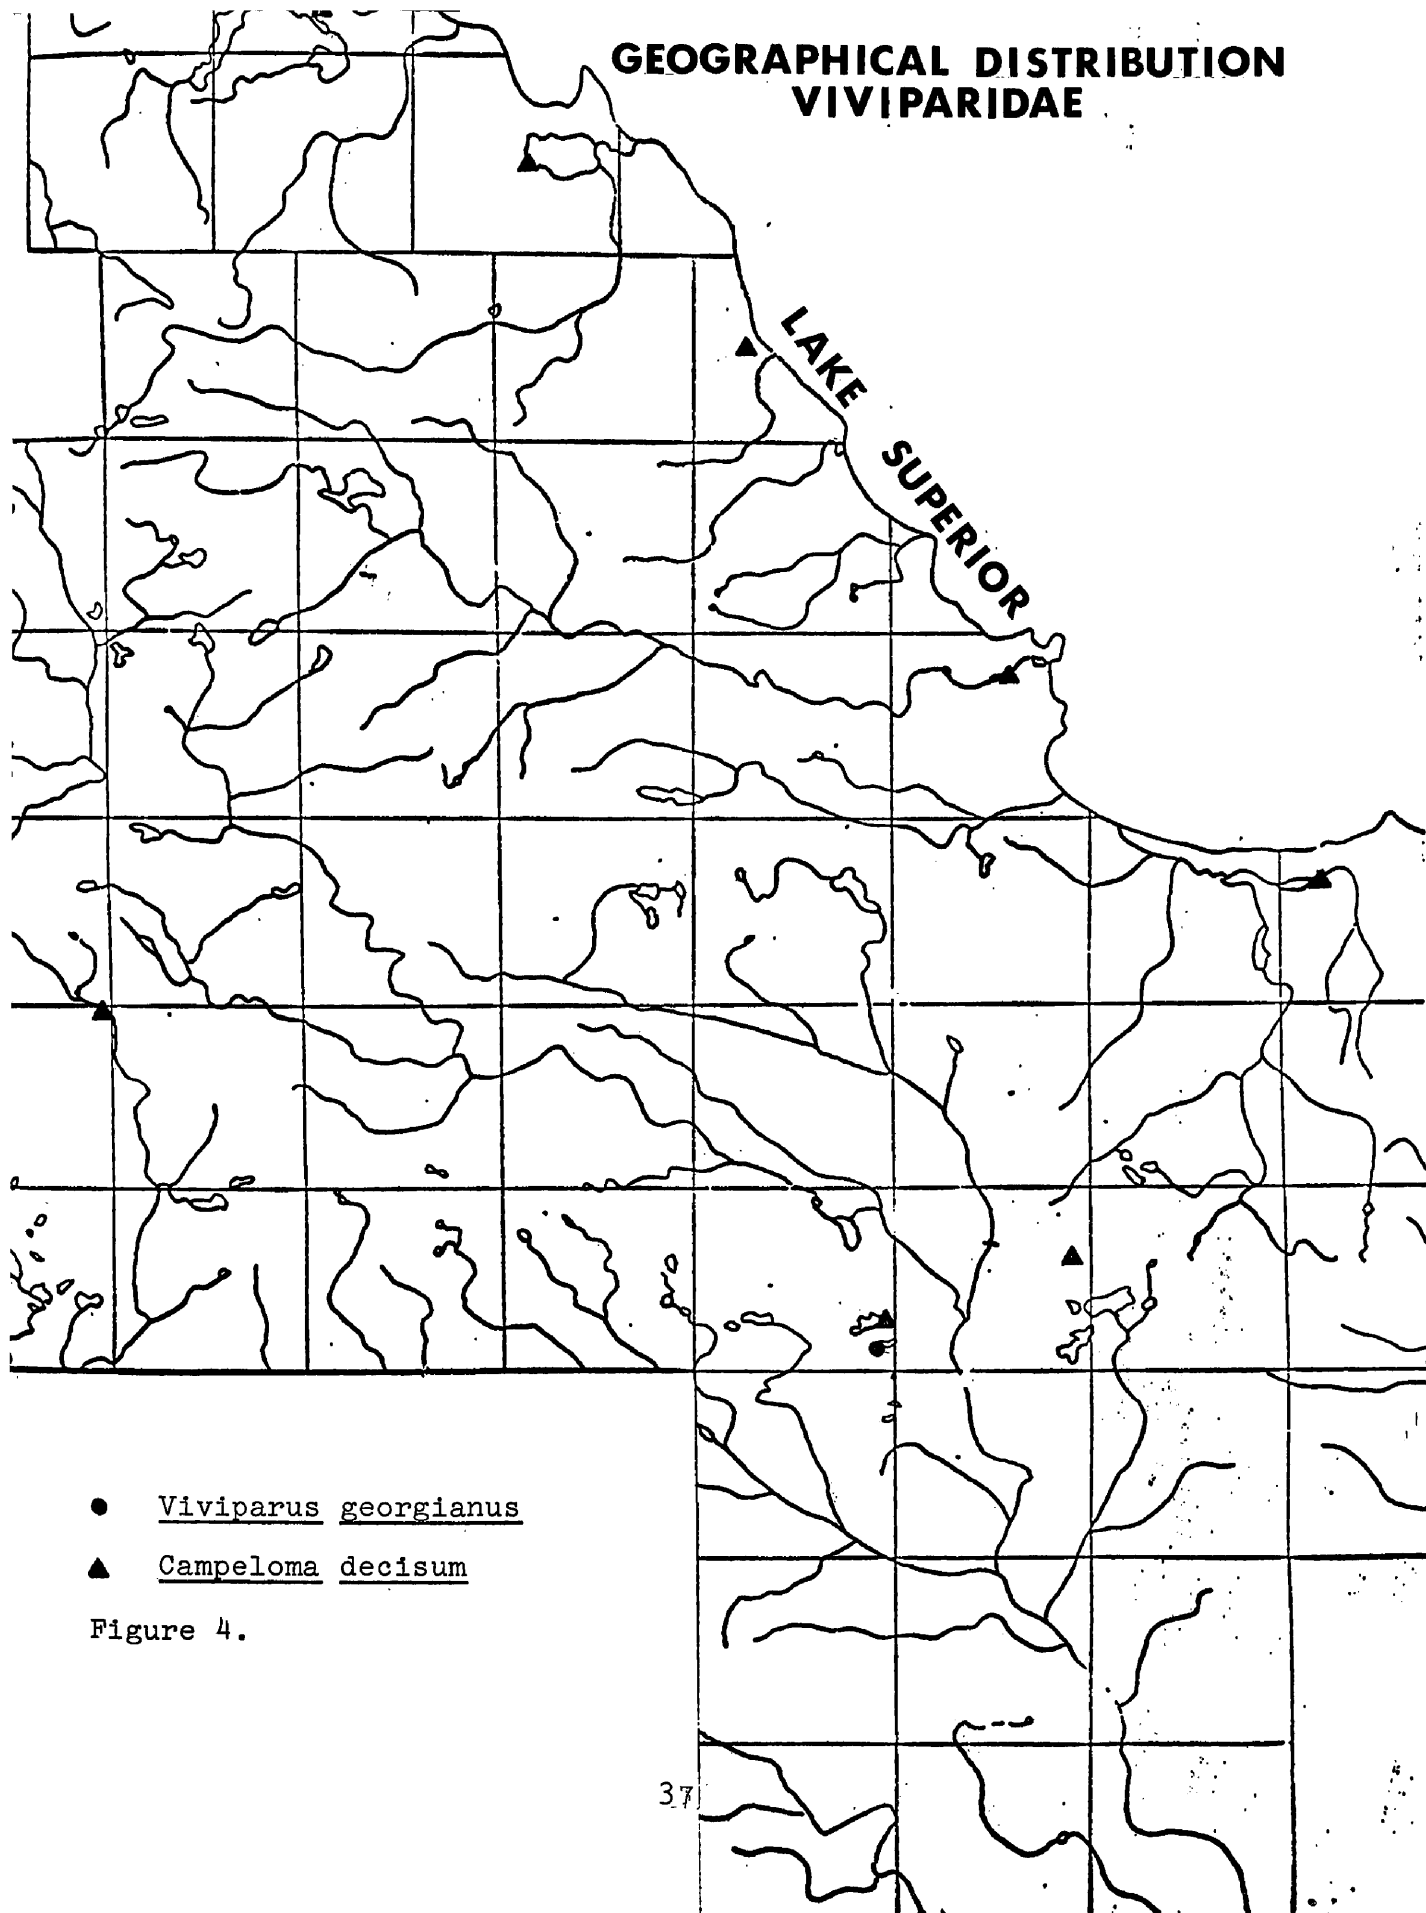 GEOGRAPHICAL DISTRIBUTION
VIVIPARIDAE
LAKE SUPERIOR
Viviparus georgianus
Campeloma decisum
Figure 4.
37